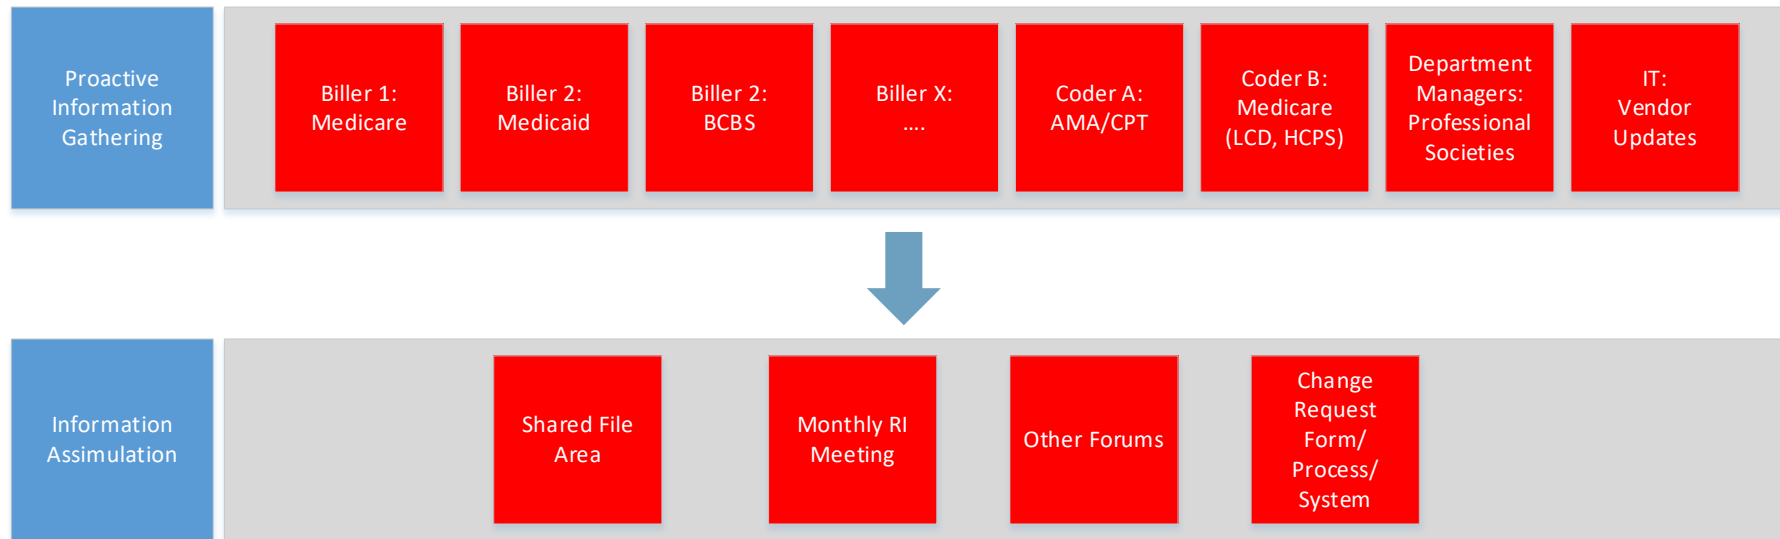 Proactive
Information
Gathering
Biller 1:
Medicare
Biller 2:
Medicaid
Biller 2:
BCBS
Biller X:
....
Coder A:
AMA/CPT
Coder B:
Medicare
(LCD, HCPS)
Department
Managers:
Professional
Societies
IT:
Vendor
Updates
Information
Assimulation
Shared File
Area
Monthly RI
Meeting
Other Forums
Change
Request
Form/
Process/
System